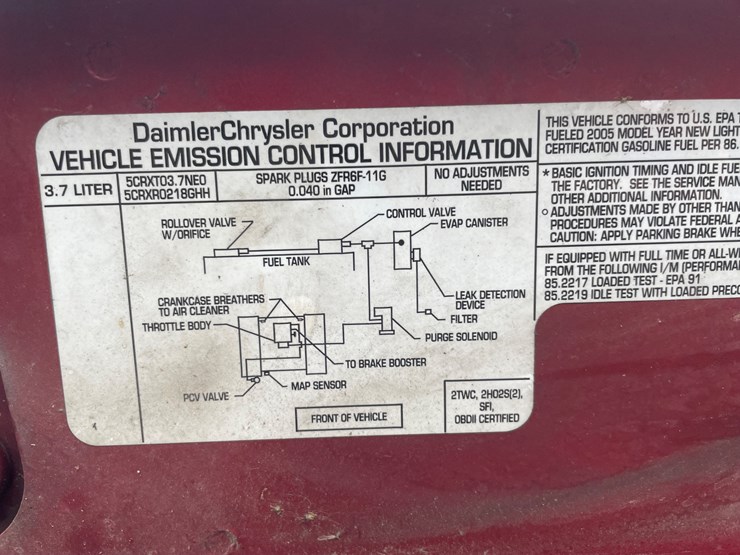 DaimlerChrysler Corporation
VEHICLE EMISSION CONTROL INFORMATION
3.7 LITER
5CRXT03.7NE0
5CRXR0218GHH
SPARK PLUGS ZFR6F-11G
0.040 in GAP
NO ADJUSTMENTS
NEEDED
ROLLOVER VALVE
W/ORIFICE
FUEL TANK
CONTROL VALVE
EVAP CANISTER
LEAK DETECTION
DEVICE
FILTER
PURGE SOLENOID
CRANKCASE BREATHERS
TO AIR CLEANER
THROTTLE BODY
TO BRAKE BOOSTER
MAP SENSOR
PCV VALVE
FRONT OF VEHICLE
2TWC, 2HO2S(2),
SFI,
OBDII CERTIFIED
THIS VEHICLE CONFORMS TO U.S. EPA
FUELED 2005 MODEL YEAR NEW LIGHT
CERTIFICATION GASOLINE FUEL PER 86.
* BASIC IGNITION TIMING AND IDLE FUE
THE FACTORY. SEE THE SERVICE MAN
OTHER ADDITIONAL INFORMATION.
○ ADJUSTMENTS MADE BY OTHER THAN
PROCEDURES MAY VIOLATE FEDERAL
CAUTION: APPLY PARKING BRAKE WHE
IF EQUIPPED WITH FULL TIME OR ALL-W
FROM THE FOLLOWING I/M (PERFORMA
85.2217 LOADED TEST - EPA 91
85.2219 IDLE TEST WITH LOADED PRECO